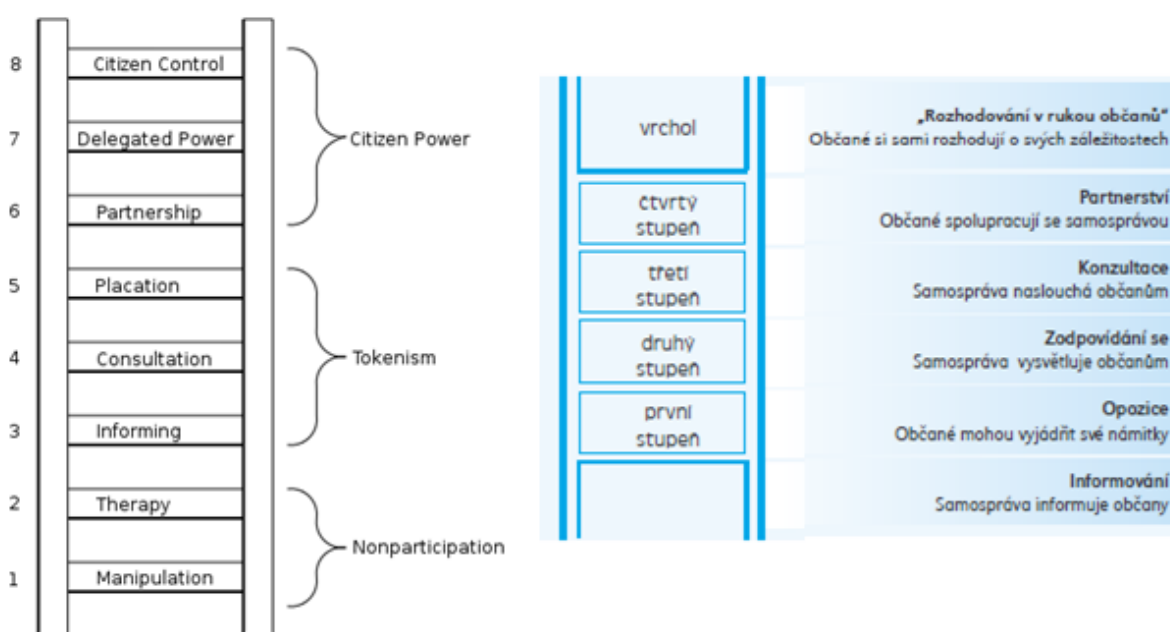 8
Citizen Control
7
Delegated Power
Citizen Power
6
Partnership
5
Placation
4
Consultation
Tokenism
3
Informing
2
Therapy
Nonparticipation
1
Manipulation
vrchol
„Rozhodování v rukou občanů“
Občané si sami rozhodují o svých záležitostech
čtvrtý
stupeň
Partnerství
Občané spolupracují se samosprávou
třetí
stupeň
Konzultace
Samospráva naslouchá občanům
druhý
stupeň
Zodpovídání se
Samospráva vysvětluje občanům
první
stupeň
Opozice
Občané mohou vyjádřit své námitky
Informování
Samospráva informuje občany